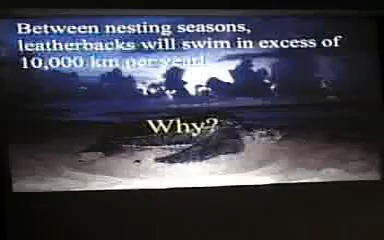 Between nesting seasons,
leatherbacks will swim in excess of
10,000 km per year!
Why?